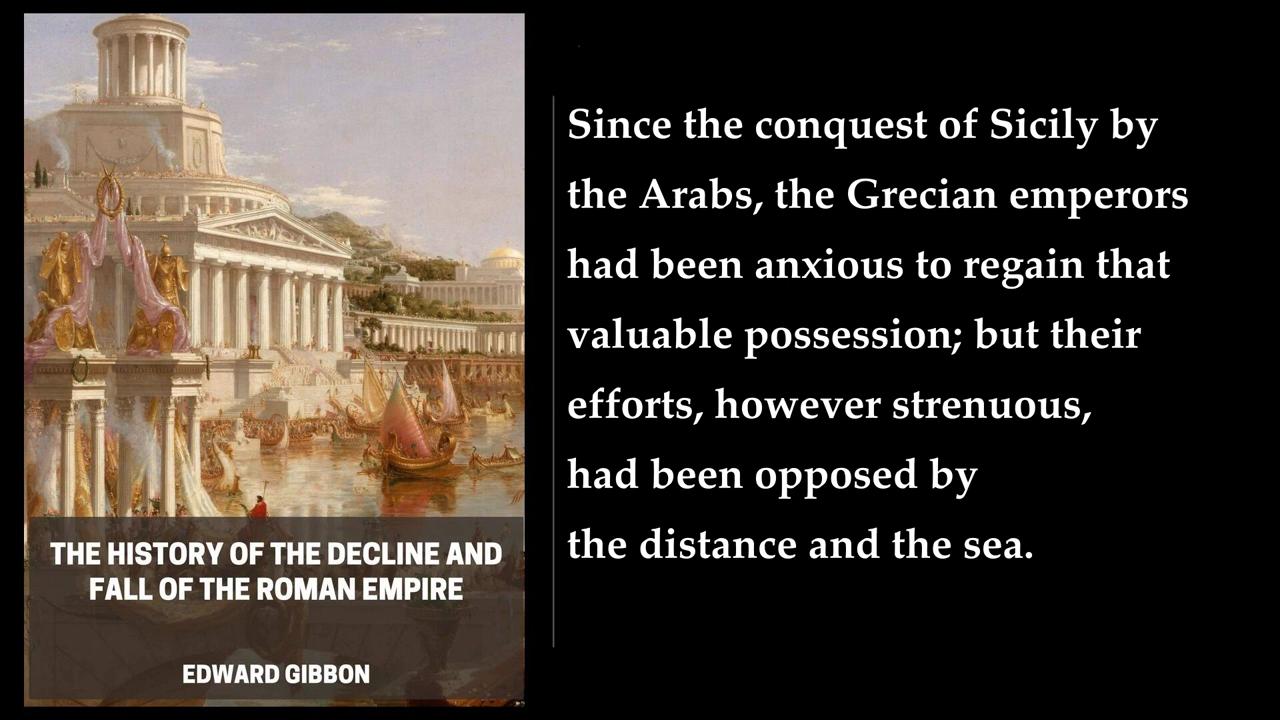 THE HISTORY OF THE DECLINE AND
FALL OF THE ROMAN EMPIRE
EDWARD GIBBON
Since the conquest of Sicily by
the Arabs, the Grecian emperors
had been anxious to regain that
valuable possession; but their
efforts, however strenuous,
had been opposed by
the distance and the sea.